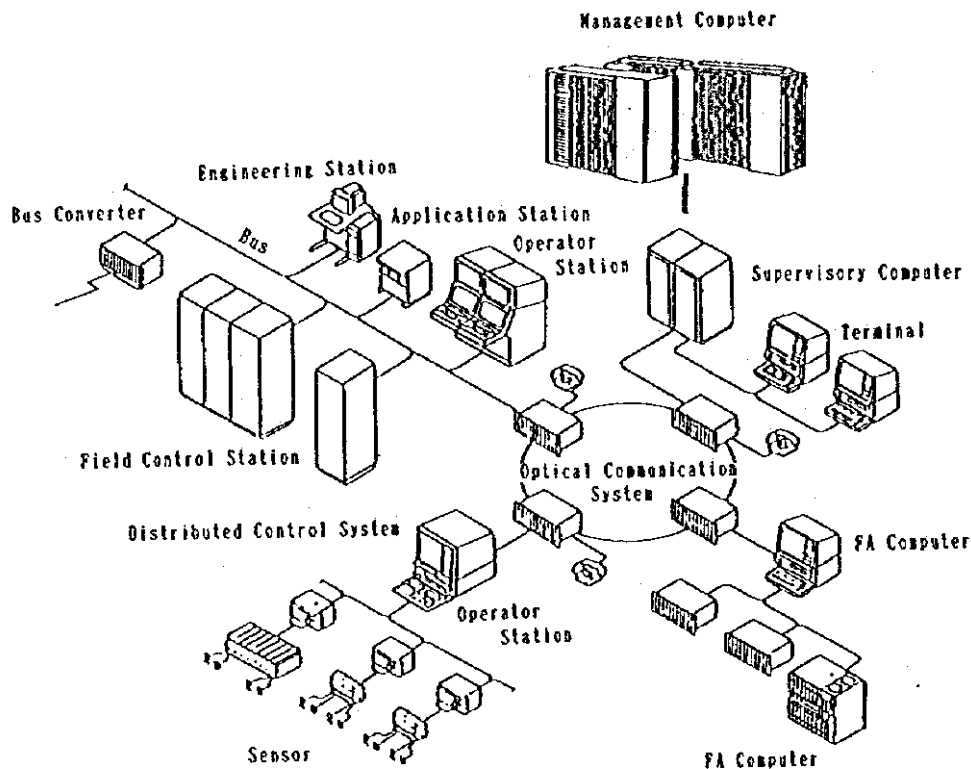 Management Computer
Engineering Station
Bus Converter
Bus
Application Station
Operator
Station
Supervisory Computer
Terminal
Field Control Station
Optical Communication
System
Distributed Control System
FA Computer
Operator
Station
Sensor
FA Computer